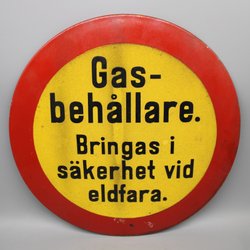 Gas-
behållare.
Bringas i
säkerhet vid
eldfara.